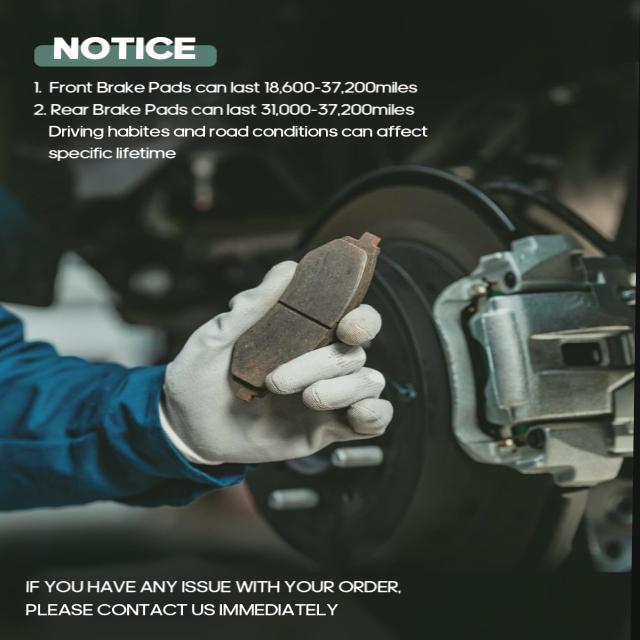 NOTICE
1. Front Brake Pads can last 18,600-37,200miles
2. Rear Brake Pads can last 31,000-37,200miles
Driving habites and road conditions can affect
specific lifetime
IF YOU HAVE ANY ISSUE WITH YOUR ORDER,
PLEASE CONTACT US IMMEDIATELY